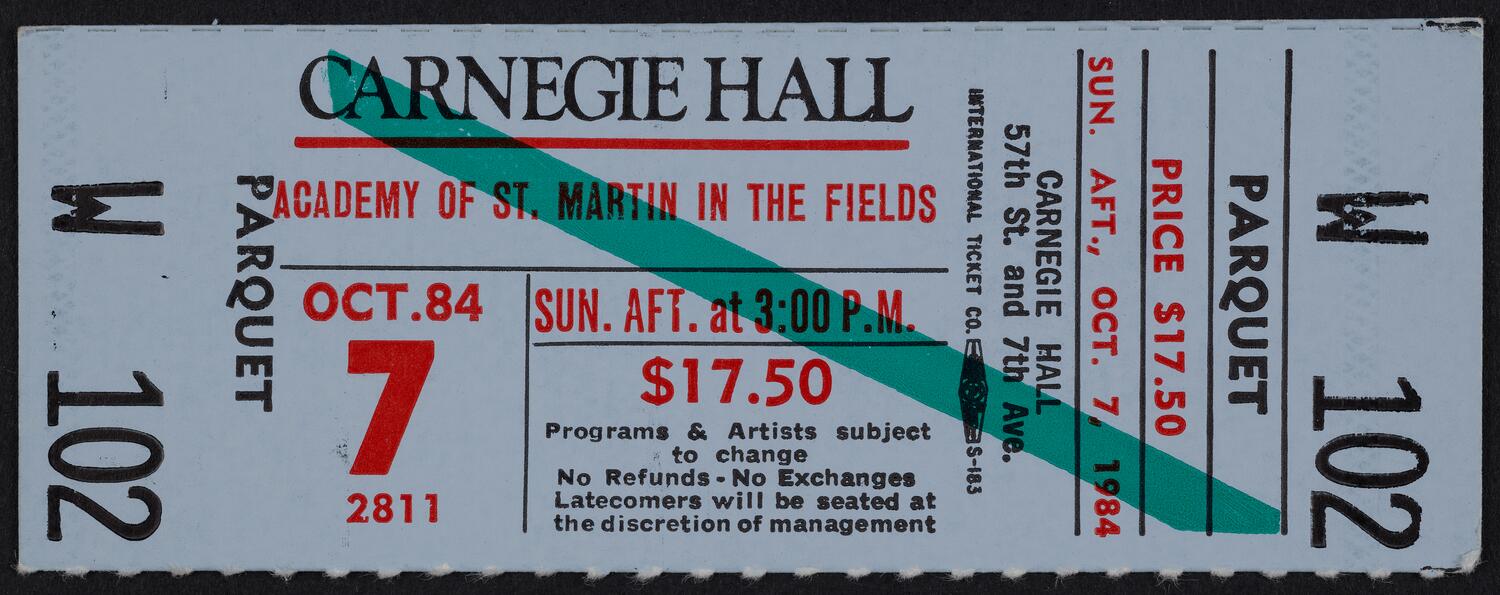 W 102
PARQUET
CARNEGIE HALL
ACADEMY OF ST. MARTIN IN THE FIELDS
OCT.84
7
2811
SUN. AFT. at 3:00 P.M.
$17.50
Programs & Artists subject
to change
No Refunds - No Exchanges
Latecomers will be seated at
the discretion of management
CARNEGIE HALL
57th St. and 7th Ave.
INTERNATIONAL TICKET CO. S-183
SUN. AFT., OCT. 7, 1984
PRICE $17.50
PARQUET
W 102